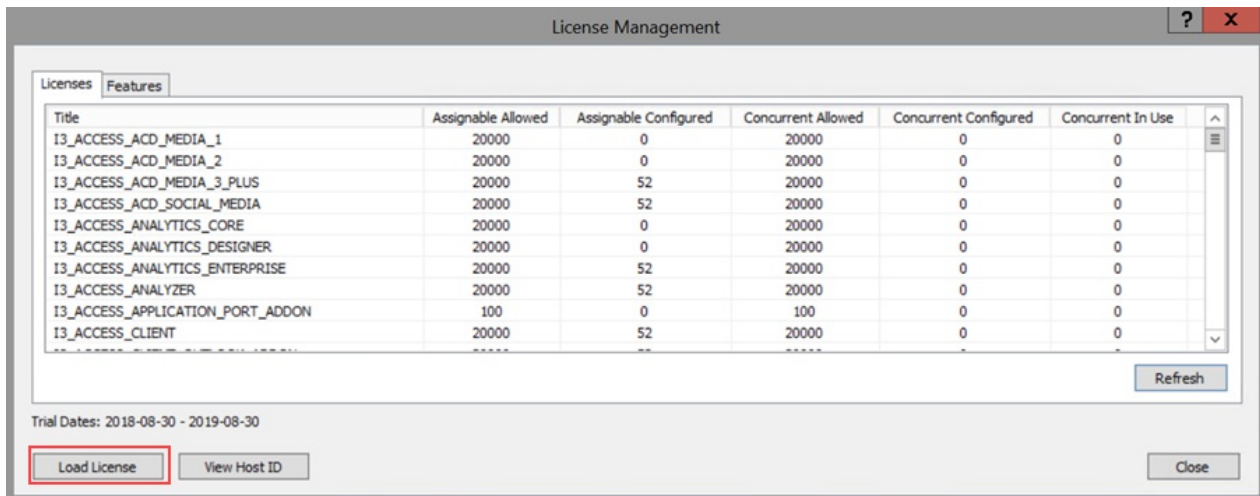 License Management
? x
Licenses Features
Title Assignable Allowed Assignable Configured Concurrent Allowed Concurrent Configured Concurrent In Use
I3_ACCESS_ACD_MEDIA_1 20000 0 20000 0 0
I3_ACCESS_ACD_MEDIA_2 20000 0 20000 0 0
I3_ACCESS_ACD_MEDIA_3_PLUS 20000 52 20000 0 0
I3_ACCESS_ACD_SOCIAL_MEDIA 20000 52 20000 0 0
I3_ACCESS_ANALYTICS_CORE 20000 0 20000 0 0
I3_ACCESS_ANALYTICS_DESIGNER 20000 0 20000 0 0
I3_ACCESS_ANALYTICS_ENTERPRISE 20000 52 20000 0 0
I3_ACCESS_ANALYZER 20000 52 20000 0 0
I3_ACCESS_APPLICATION_PORT_ADDON 100 0 100 0 0
I3_ACCESS_CLIENT 20000 52 20000 0 0
Refresh
Trial Dates: 2018-08-30 - 2019-08-30
Load License View Host ID Close